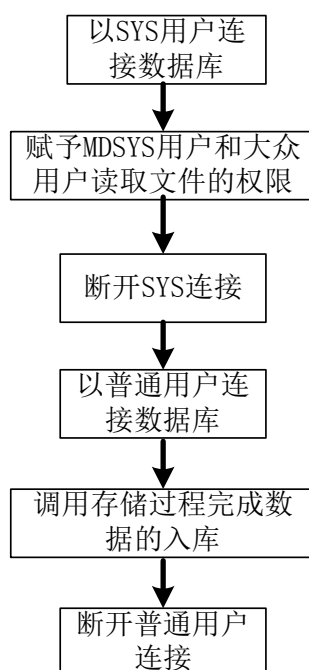 以SYS用户连
接数据库
赋予MDSYS用户和大众
用户读取文件的权限
断开SYS连接
以普通用户连
接数据库
调用存储过程完成数
据的入库
断开普通用户
连接